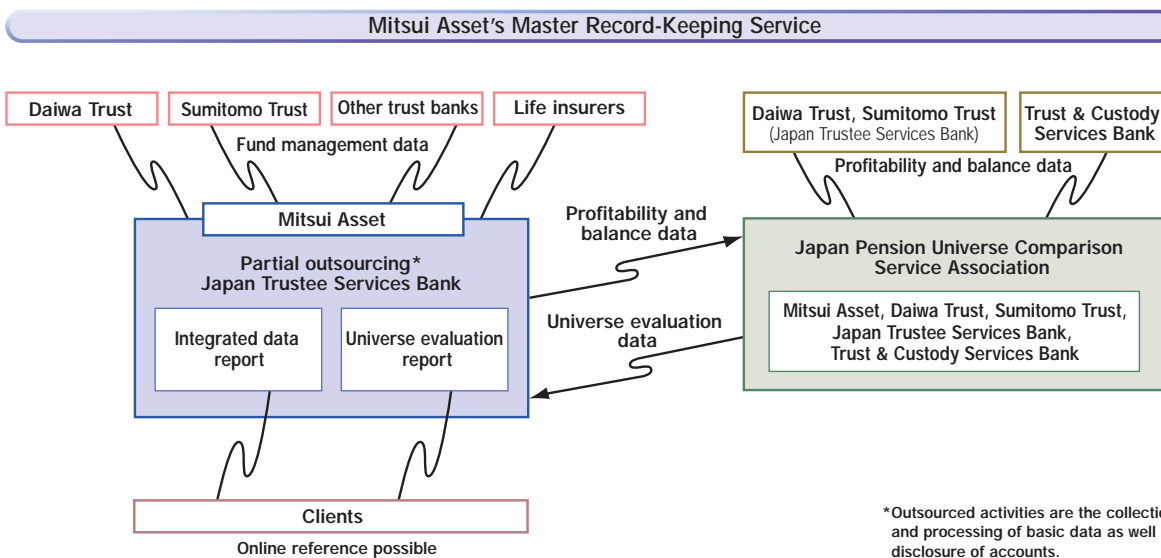 Mitsui Asset's Master Record-Keeping Service
Daiwa Trust
Sumitomo Trust
Other trust banks
Life insurers
Fund management data
Mitsui Asset
Partial outsourcing*
Japan Trustee Services Bank
Integrated data
report
Universe evaluation
report
Clients
Online reference possible
Profitability and
balance data
Universe evaluation
data
Daiwa Trust, Sumitomo Trust
(Japan Trustee Services Bank)
Trust & Custody
Services Bank
Profitability and balance data
Japan Pension Universe Comparison
Service Association
Mitsui Asset, Daiwa Trust, Sumitomo Trust,
Japan Trustee Services Bank,
Trust & Custody Services Bank
*Outsourced activities are the collectio
and processing of basic data as well
disclosure of accounts.